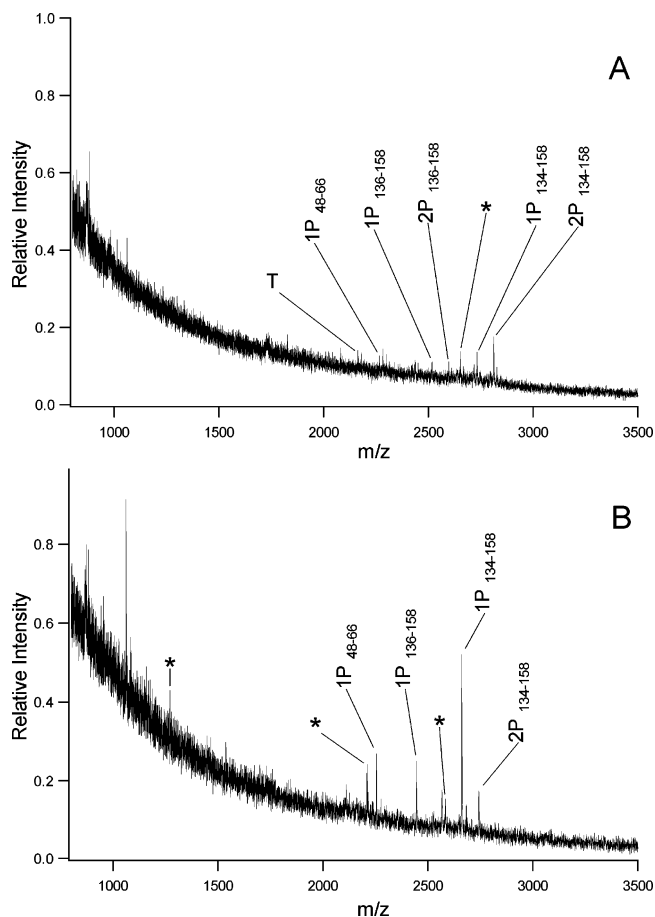 A
1.0
0.8
0.6
0.4
0.2
0.0
Relative Intensity
T
1P 48-66
1P 136-158
2P 136-158
*
1P 134-158
2P 134-158
1000 1500 2000 2500 3000 3500
m/z
B
0.8
0.6
0.4
0.2
0.0
Relative Intensity
*
*
1P 48-66
1P 136-158
*
1P 134-158
2P 134-158
1000 1500 2000 2500 3000 3500
m/z